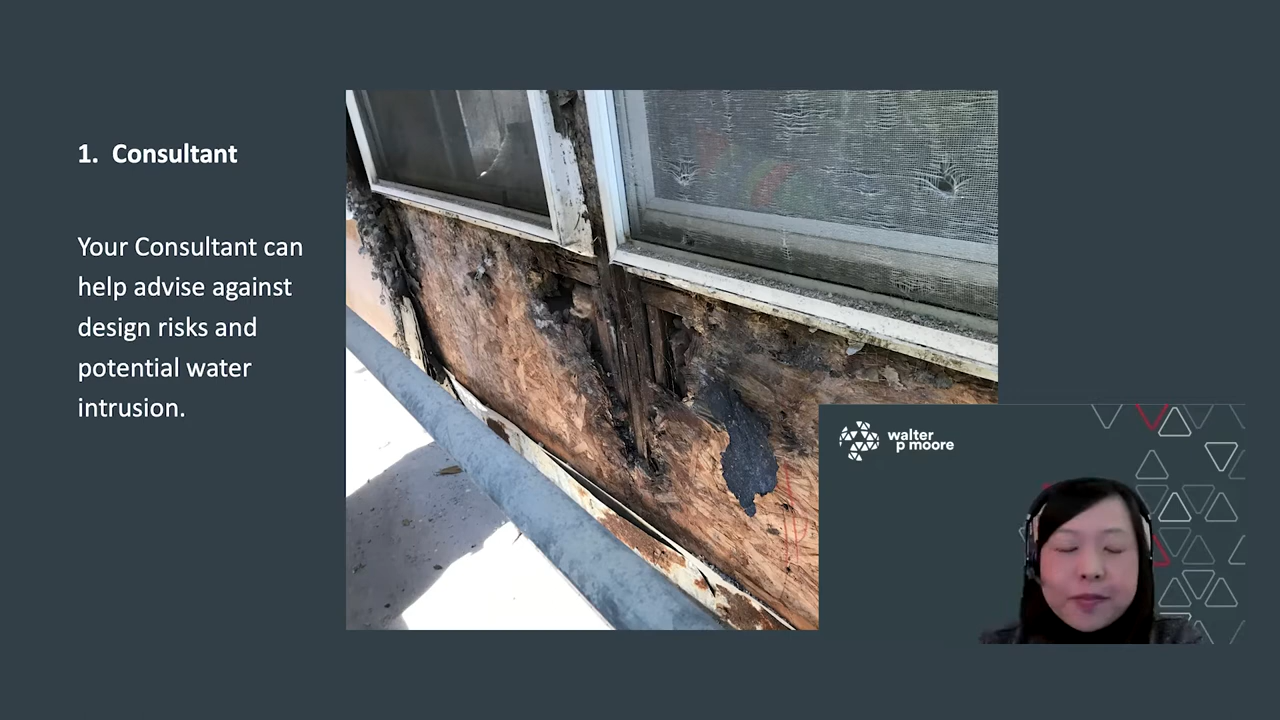 1. Consultant
Your Consultant can
help advise against
design risks and
potential water
intrusion.
walter
p moore